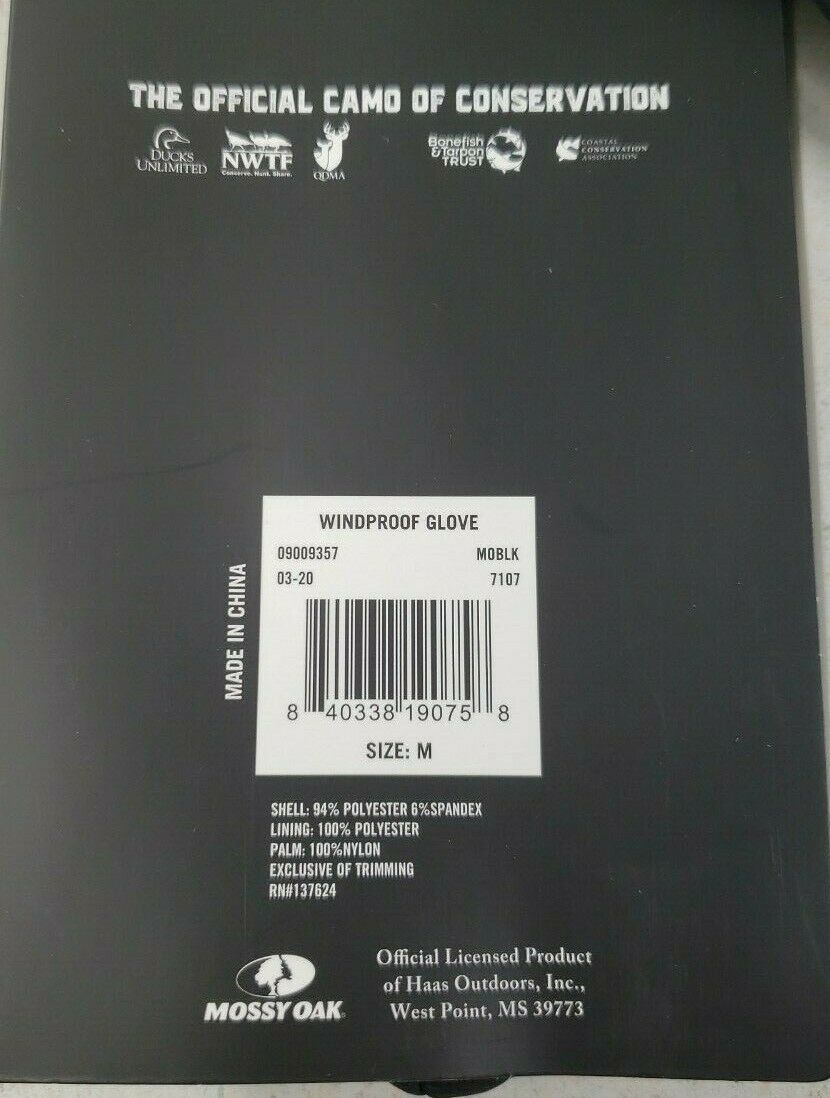 THE OFFICIAL CAMO OF CONSERVATION
DUCKS
UNLIMITED
NWTF
Conserve. Hunt. Share.
QDMA
Bonefish
& Tarpon
TRUST
COASTAL
CONSERVATION
ASSOCIATION
MADE IN CHINA
WINDPROOF GLOVE
09009357 MOBLK
03-20 7107
8 40338 19075 8
SIZE: M
SHELL: 94% POLYESTER 6%SPANDEX
LINING: 100% POLYESTER
PALM: 100%NYLON
EXCLUSIVE OF TRIMMING
RN#137624
MOSSY OAK
Official Licensed Product
of Haas Outdoors, Inc.,
West Point, MS 39773